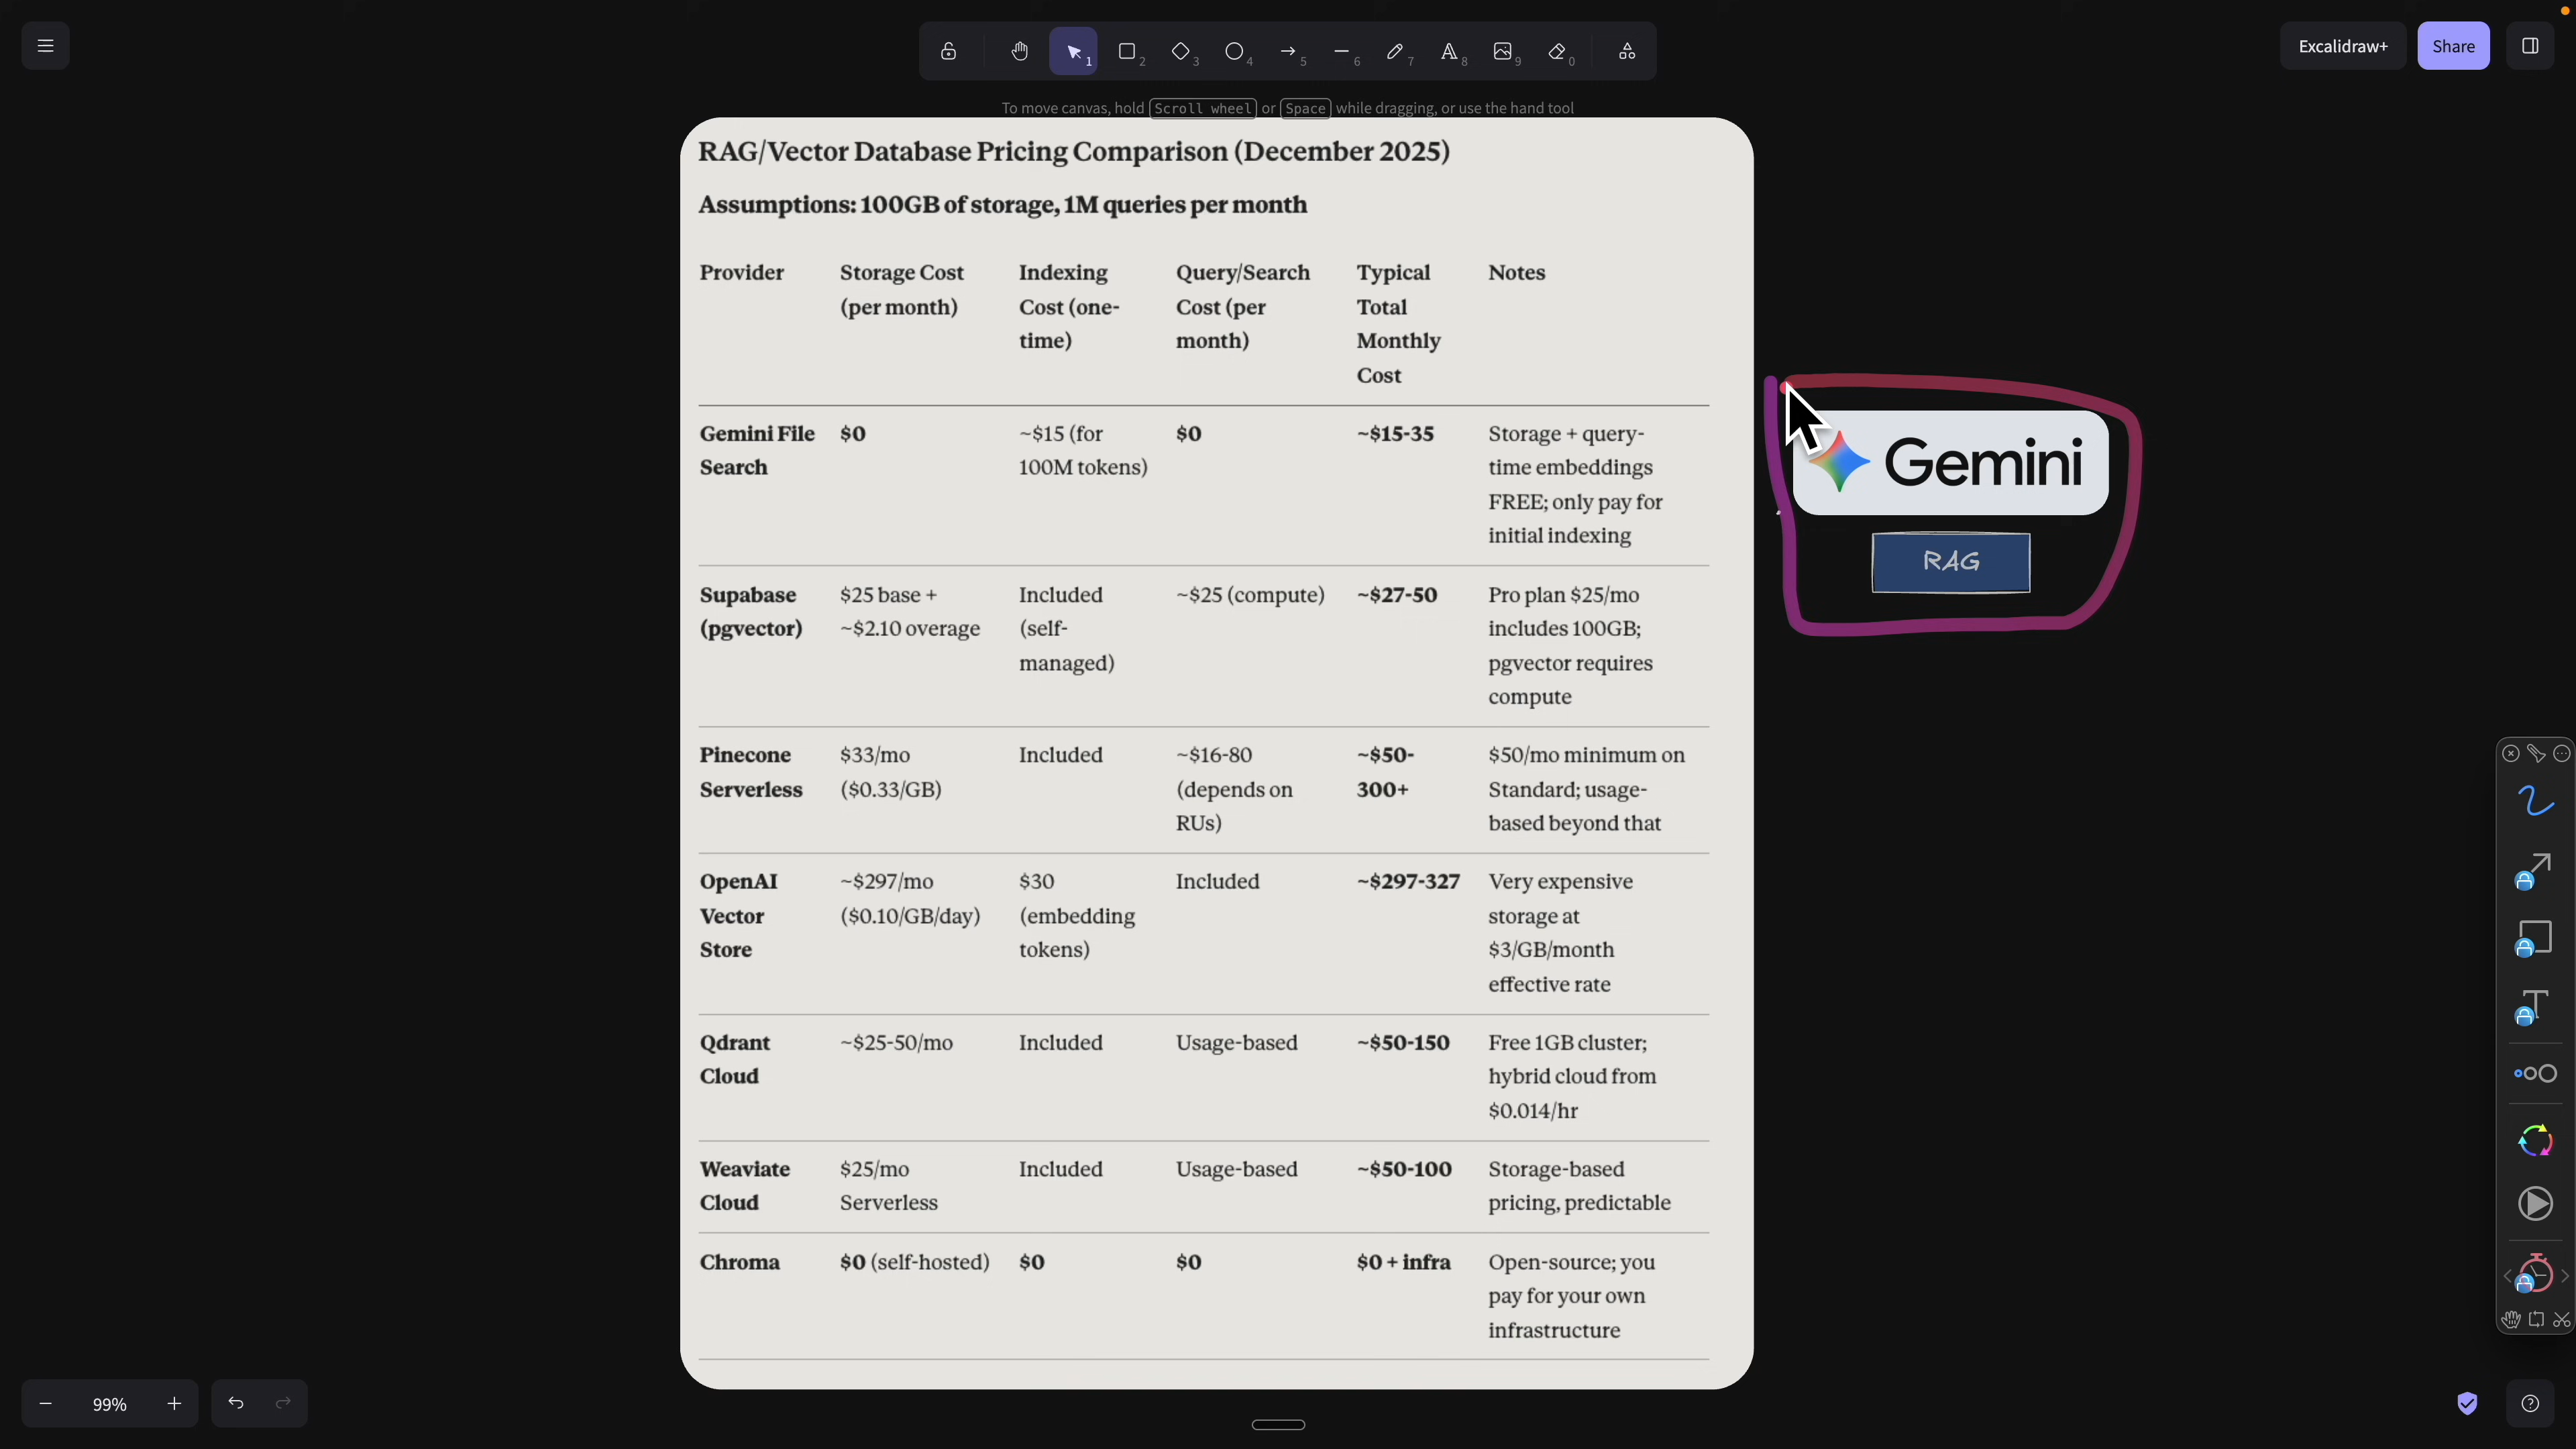 Excalidraw+
Share
1
2
3
4
5
6
7
8
9
0
To move canvas, hold Scroll wheel or Space while dragging, or use the hand tool
RAG/Vector Database Pricing Comparison (December 2025)
Assumptions: 100GB of storage, 1M queries per month
Provider
Storage Cost
(per month)
Indexing
Cost (one-
time)
Query/Search
Cost (per
month)
Typical
Total
Monthly
Cost
Notes
Gemini File
Search
$0
~$15 (for
100M tokens)
$0
~$15-35
Storage + query-
time embeddings
FREE; only pay for
initial indexing
Supabase
(pgvector)
$25 base +
~$2.10 overage
Included
(self-
managed)
~$25 (compute)
~$27-50
Pro plan $25/mo
includes 100GB;
pgvector requires
compute
Pinecone
Serverless
$33/mo
($0.33/GB)
Included
~$16-80
(depends on
RUs)
~$50-
300+
$50/mo minimum on
Standard; usage-
based beyond that
OpenAI
Vector
Store
~$297/mo
($0.10/GB/day)
$30
(embedding
tokens)
Included
~$297-327
Very expensive
storage at
$3/GB/month
effective rate
Qdrant
Cloud
~$25-50/mo
Included
Usage-based
~$50-150
Free 1GB cluster;
hybrid cloud from
$0.014/hr
Weaviate
Cloud
$25/mo
Serverless
Included
Usage-based
~$50-100
Storage-based
pricing, predictable
Chroma
$0 (self-hosted)
$0
$0
$0 + infra
Open-source; you
pay for your own
infrastructure
Gemini
RAG
99%